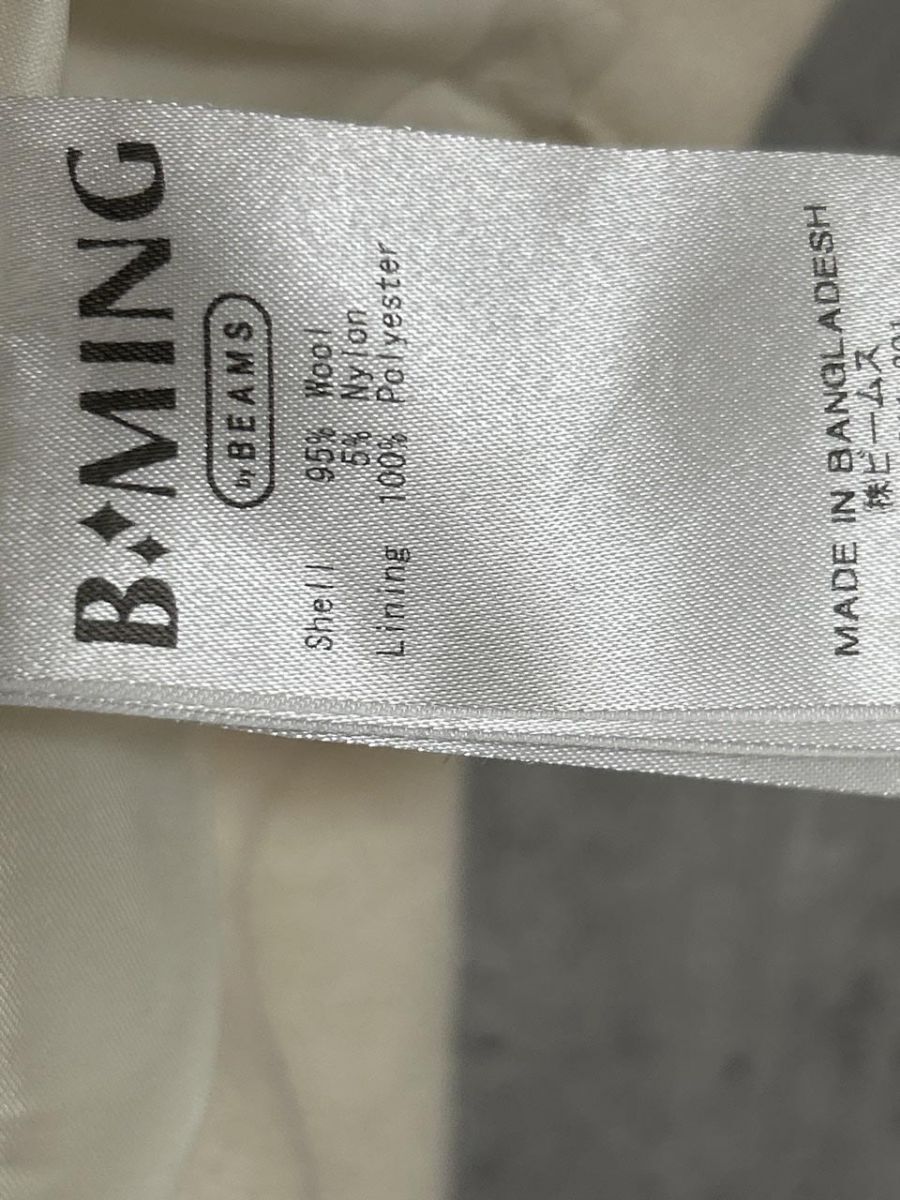 B MING
by BEAMS
Shell 95% Wool
5% Nylon
Lining 100% Polyester
MADE IN BANGLADESH
株ビームス